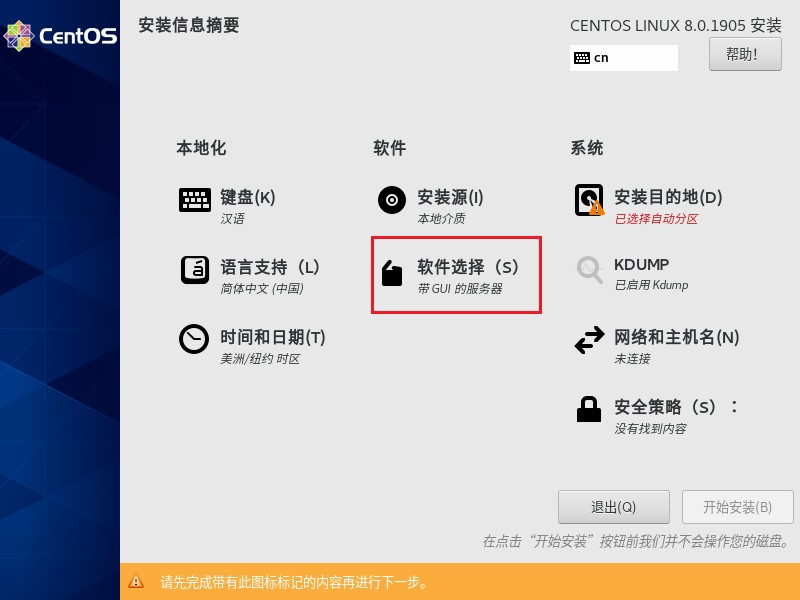 CentOS
安装信息摘要
CENTOS LINUX 8.0.1905 安装
cn
帮助！
本地化
软件
系统
键盘(K)
汉语
安装源(I)
本地介质
安装目的地(D)
已选择自动分区
语言支持（L）
简体中文 (中国)
软件选择（S）
带 GUI 的服务器
KDUMP
已启用 Kdump
时间和日期(T)
美洲/纽约 时区
网络和主机名(N)
未连接
安全策略（S）：
没有找到内容
退出(Q)
开始安装(B)
在点击“开始安装”按钮前我们并不会操作您的磁盘。
请先完成带有此图标标记的内容再进行下一步。